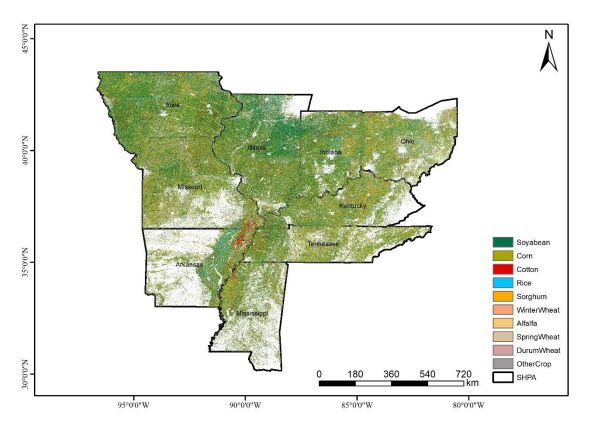 N
45°0'0"N
40°0'0"N
35°0'0"N
30°0'0"N
Iowa
Illinois
Indiana
Ohio
Missouri
Kentucky
Tennessee
Arkansas
Mississippi
Soyabean
Corn
Cotton
Rice
Sorghum
WinterWheat
Alfalfa
SpringWheat
DurumWheat
OtherCrop
SHPA
0 180 360 540 720
km
95°0'0"W 90°0'0"W 85°0'0"W 80°0'0"W